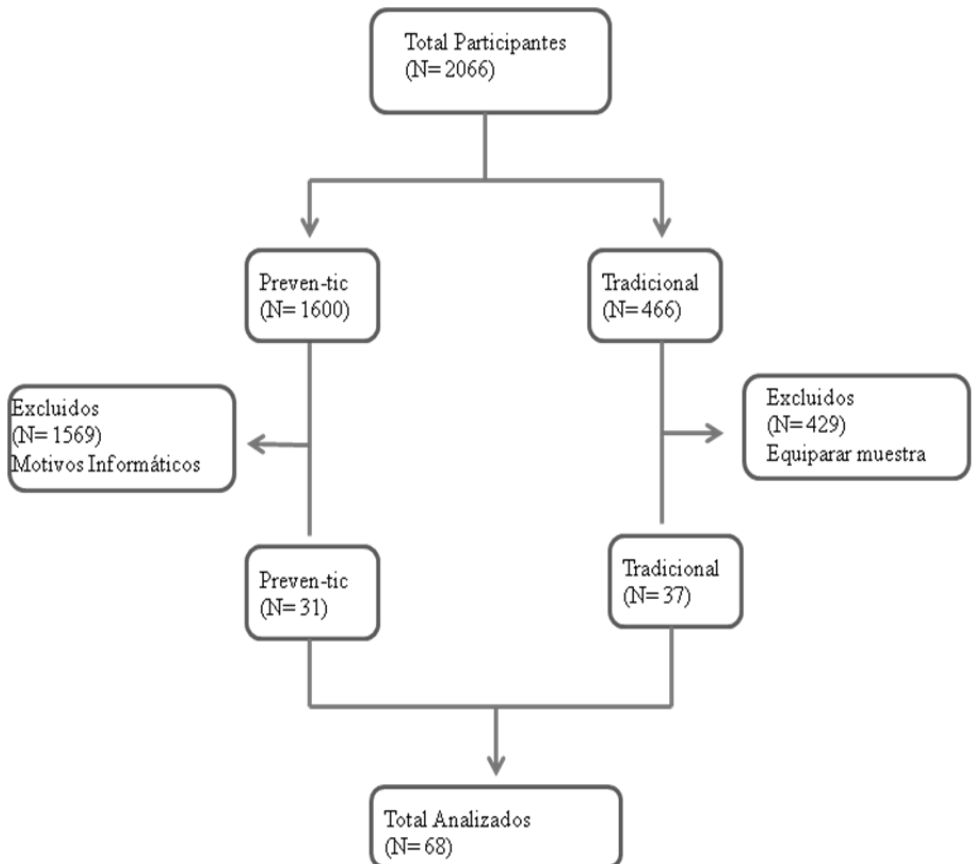 Total Participantes
(N= 2066)
Preven-tic
(N= 1600)
Tradicional
(N= 466)
Excluidos
(N= 1569)
Motivos Informáticos
Excluidos
(N= 429)
Equiparar muestra
Preven-tic
(N= 31)
Tradicional
(N= 37)
Total Analizados
(N= 68)